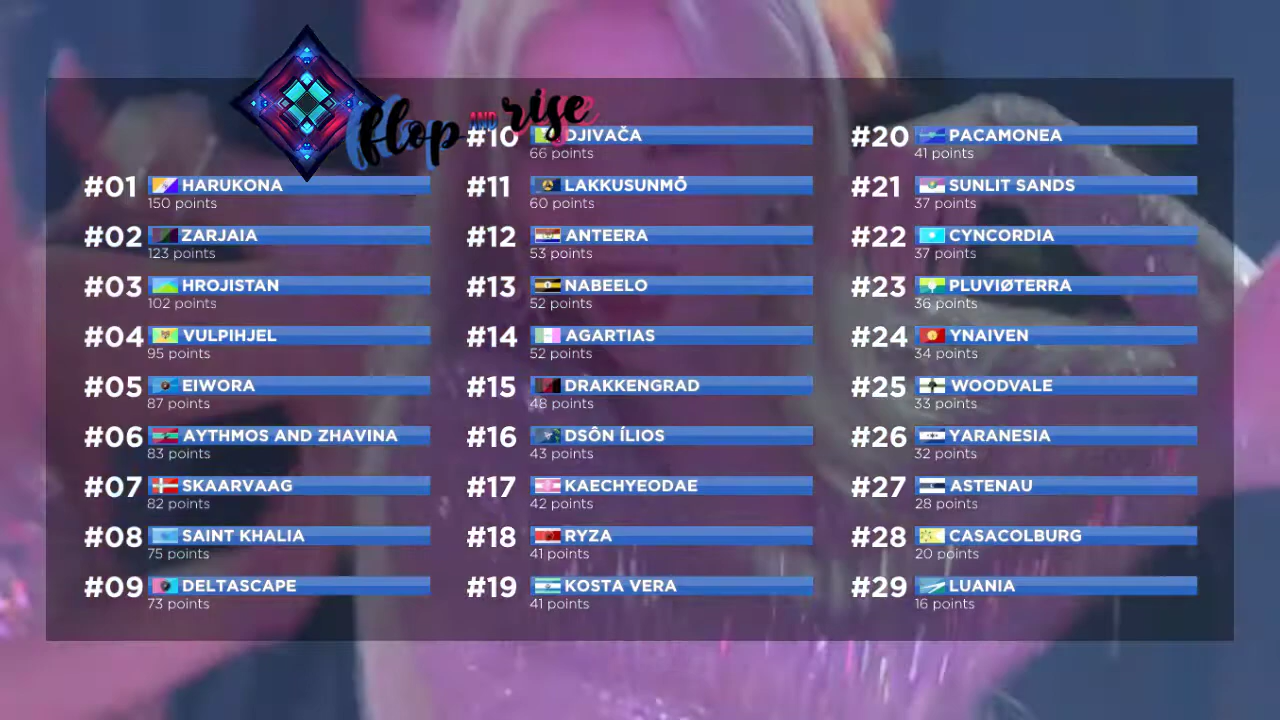 flop AND rise
#01 HARUKONA
150 points
#02 ZARJAIA
123 points
#03 HROJISTAN
102 points
#04 VULPIHJEL
95 points
#05 EIWORA
87 points
#06 AYTHMOS AND ZHAVINA
83 points
#07 SKAARVAAG
82 points
#08 SAINT KHALIA
75 points
#09 DELTASCAPE
73 points
#10 DJIVAČA
66 points
#11 LAKKUSUNMŌ
60 points
#12 ANTEERA
53 points
#13 NABEELO
52 points
#14 AGARTIAS
52 points
#15 DRAKKENGRAD
48 points
#16 DSÔN ÍLIOS
43 points
#17 KAECHYEODAE
42 points
#18 RYZA
41 points
#19 KOSTA VERA
41 points
#20 PACAMONEA
41 points
#21 SUNLIT SANDS
37 points
#22 CYNCORDIA
37 points
#23 PLUVIØTERRA
36 points
#24 YNAIVEN
34 points
#25 WOODVALE
33 points
#26 YARANESIA
32 points
#27 ASTENAU
28 points
#28 CASACOLBURG
20 points
#29 LUANIA
16 points